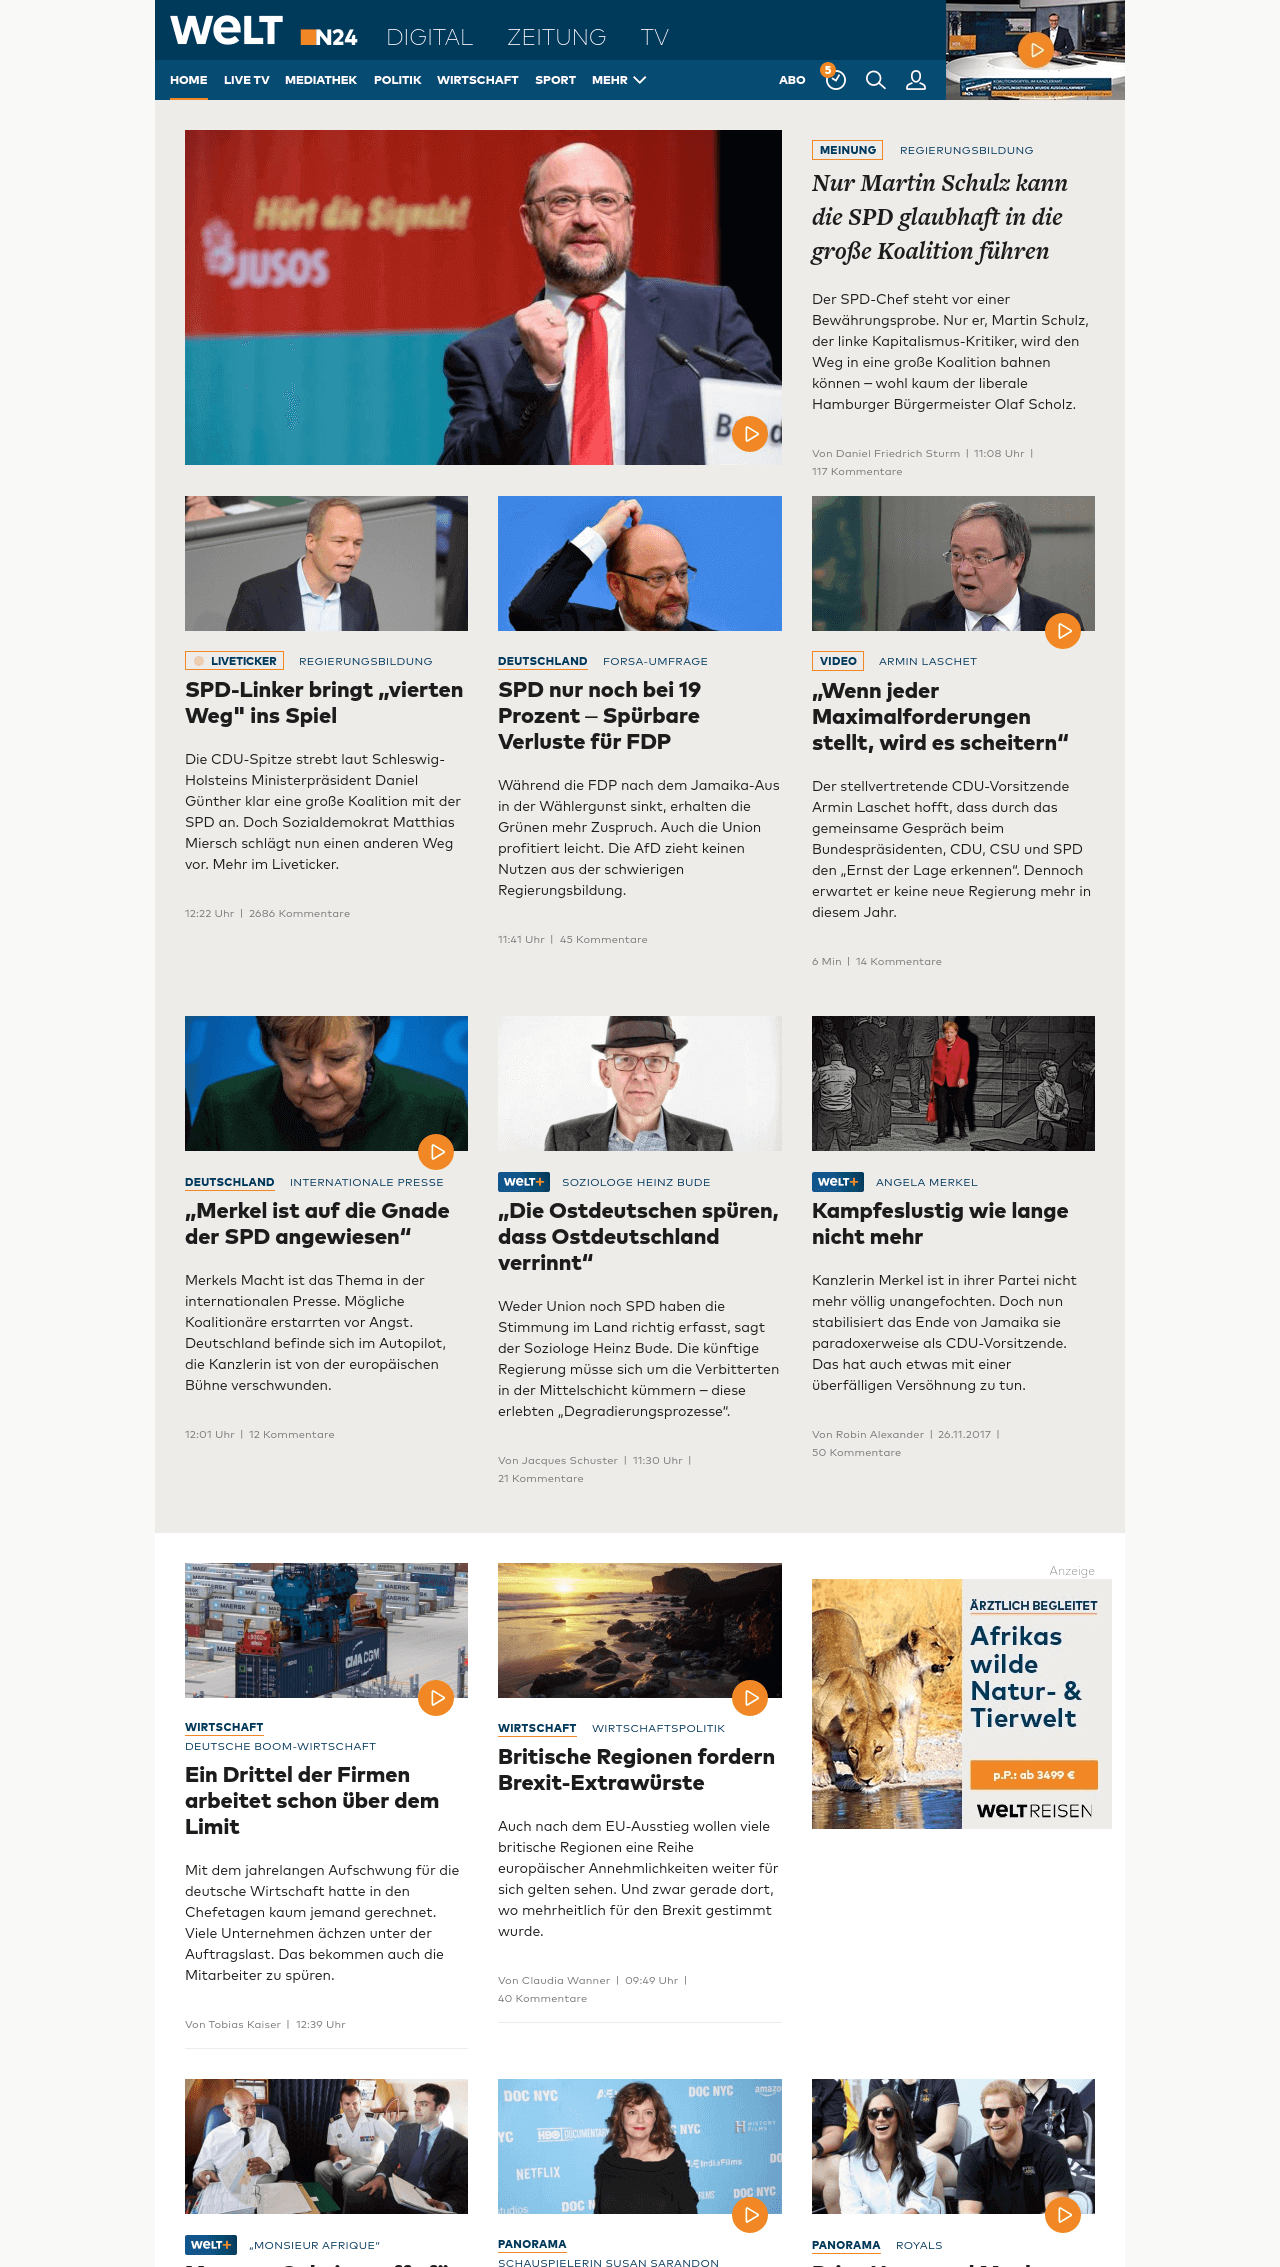 WELT N24 DIGITAL ZEITUNG TV
HOME LIVE TV MEDIATHEK POLITIK WIRTSCHAFT SPORT MEHR ABO 5
Hört die Signale!
JUSOS
MEINUNG REGIERUNGSBILDUNG
Nur Martin Schulz kann
die SPD glaubhaft in die
große Koalition führen
Der SPD-Chef steht vor einer
Bewährungsprobe. Nur er, Martin Schulz,
der linke Kapitalismus-Kritiker, wird den
Weg in eine große Koalition bahnen
können – wohl kaum der liberale
Hamburger Bürgermeister Olaf Scholz.
Von Daniel Friedrich Sturm | 11:08 Uhr |
117 Kommentare
LIVETICKER REGIERUNGSBILDUNG
SPD-Linker bringt „vierten
Weg" ins Spiel
Die CDU-Spitze strebt laut Schleswig-
Holsteins Ministerpräsident Daniel
Günther klar eine große Koalition mit der
SPD an. Doch Sozialdemokrat Matthias
Miersch schlägt nun einen anderen Weg
vor. Mehr im Liveticker.
12:22 Uhr | 2686 Kommentare
DEUTSCHLAND FORSA-UMFRAGE
SPD nur noch bei 19
Prozent – Spürbare
Verluste für FDP
Während die FDP nach dem Jamaika-Aus
in der Wählergunst sinkt, erhalten die
Grünen mehr Zuspruch. Auch die Union
profitiert leicht. Die AfD zieht keinen
Nutzen aus der schwierigen
Regierungsbildung.
11:41 Uhr | 45 Kommentare
VIDEO ARMIN LASCHET
„Wenn jeder
Maximalforderungen
stellt, wird es scheitern“
Der stellvertretende CDU-Vorsitzende
Armin Laschet hofft, dass durch das
gemeinsame Gespräch beim
Bundespräsidenten, CDU, CSU und SPD
den „Ernst der Lage erkennen“. Dennoch
erwartet er keine neue Regierung mehr in
diesem Jahr.
6 Min | 14 Kommentare
DEUTSCHLAND INTERNATIONALE PRESSE
„Merkel ist auf die Gnade
der SPD angewiesen“
Merkels Macht ist das Thema in der
internationalen Presse. Mögliche
Koalitionäre erstarrten vor Angst.
Deutschland befinde sich im Autopilot,
die Kanzlerin ist von der europäischen
Bühne verschwunden.
12:01 Uhr | 12 Kommentare
WELT+ SOZIOLOGE HEINZ BUDE
„Die Ostdeutschen spüren,
dass Ostdeutschland
verrinnt“
Weder Union noch SPD haben die
Stimmung im Land richtig erfasst, sagt
der Soziologe Heinz Bude. Die künftige
Regierung müsse sich um die Verbitterten
in der Mittelschicht kümmern – diese
erlebten „Degradierungsprozesse“.
Von Jacques Schuster | 11:30 Uhr |
21 Kommentare
WELT+ ANGELA MERKEL
Kampfeslustig wie lange
nicht mehr
Kanzlerin Merkel ist in ihrer Partei nicht
mehr völlig unangefochten. Doch nun
stabilisiert das Ende von Jamaika sie
paradoxerweise als CDU-Vorsitzende.
Das hat auch etwas mit einer
überfälligen Versöhnung zu tun.
Von Robin Alexander | 26.11.2017 |
50 Kommentare
MAERSK
CMA CGM
WIRTSCHAFT
DEUTSCHE BOOM-WIRTSCHAFT
Ein Drittel der Firmen
arbeitet schon über dem
Limit
Mit dem jahrelangen Aufschwung für die
deutsche Wirtschaft hatte in den
Chefetagen kaum jemand gerechnet.
Viele Unternehmen ächzen unter der
Auftragslast. Das bekommen auch die
Mitarbeiter zu spüren.
Von Tobias Kaiser | 12:39 Uhr
WIRTSCHAFT WIRTSCHAFTSPOLITIK
Britische Regionen fordern
Brexit-Extrawürste
Auch nach dem EU-Ausstieg wollen viele
britische Regionen eine Reihe
europäischer Annehmlichkeiten weiter für
sich gelten sehen. Und zwar gerade dort,
wo mehrheitlich für den Brexit gestimmt
wurde.
Von Claudia Wanner | 09:49 Uhr |
40 Kommentare
Anzeige
ÄRZTLICH BEGLEITET
Afrikas
wilde
Natur- &
Tierwelt
p.P.: ab 3499 €
WELT REISEN
DOC NYC DOC NYC amazo
HBO DOCUMENTAR NYC HISTORY FILMS
NETFLIX IndiaFilms
DOC N FILMS DOC NYC
WELT+ „MONSIEUR AFRIQUE“
PANORAMA
SCHAUSPIELERIN SUSAN SARANDON
PANORAMA ROYALS